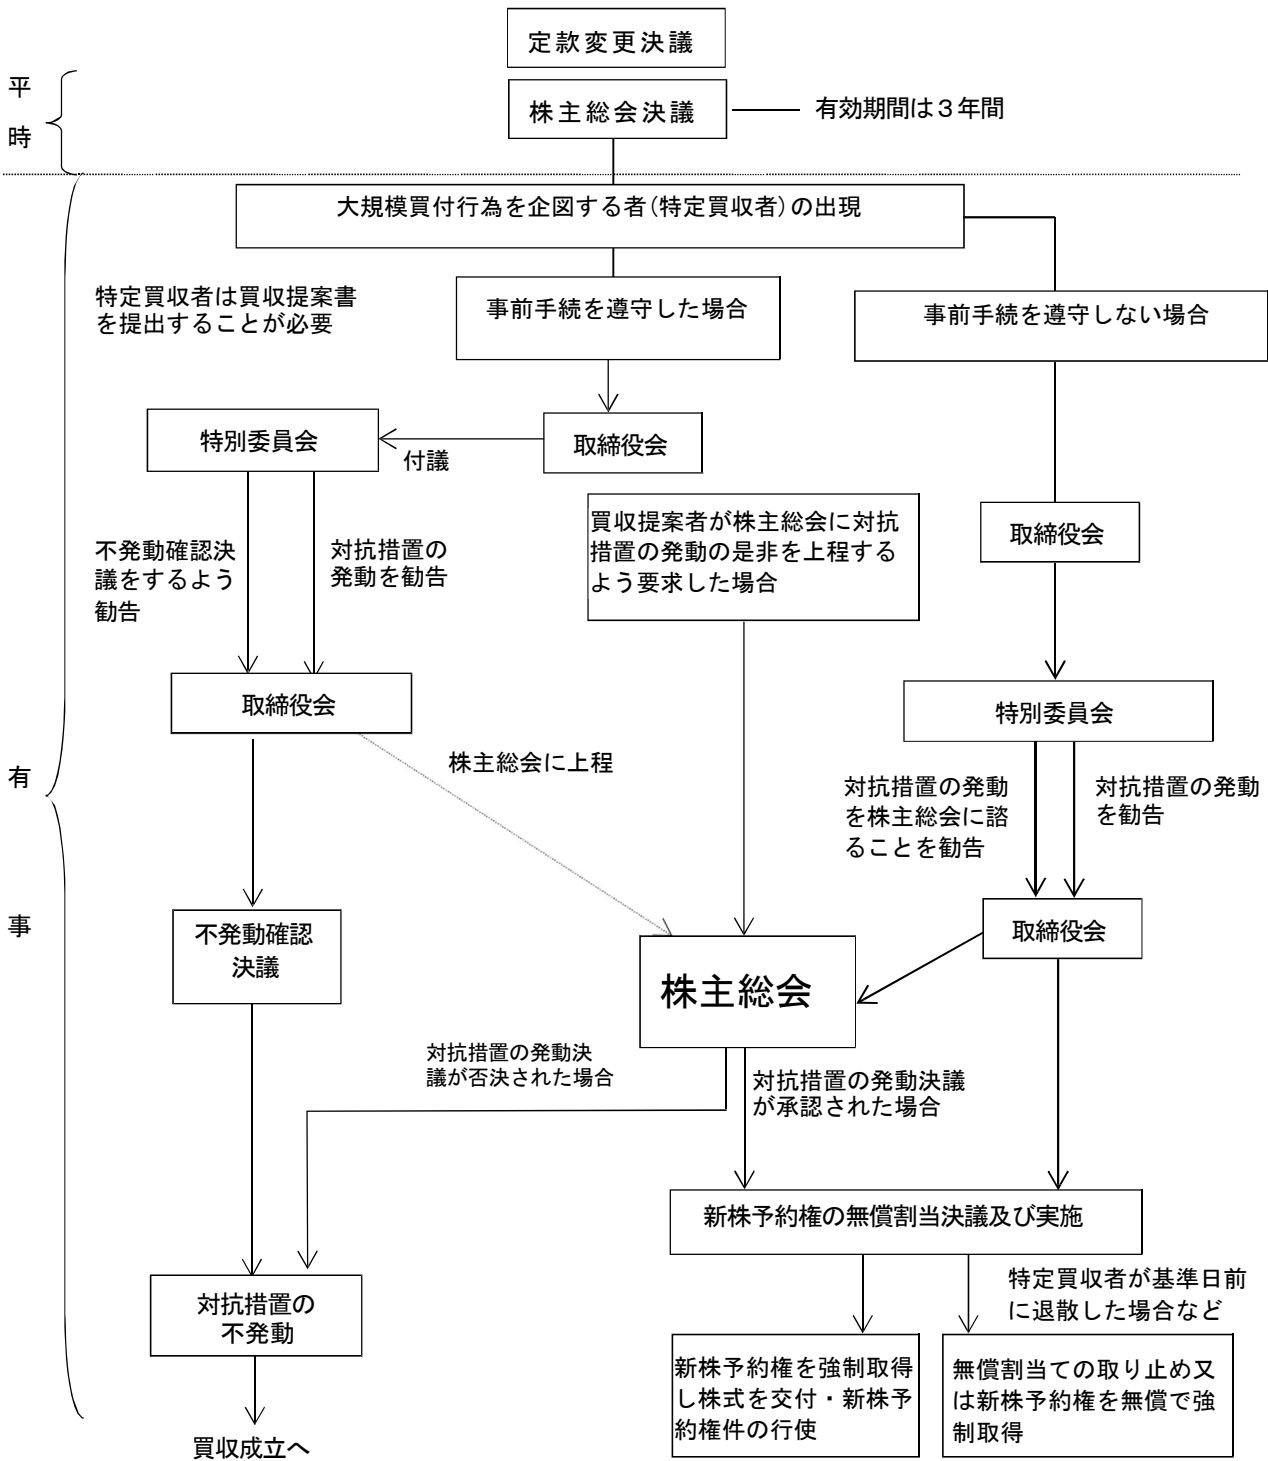 定款変更決議
平
時
株主総会決議
有効期間は３年間
大規模買付行為を企図する者(特定買収者)の出現
特定買収者は買収提案書
を提出することが必要
事前手続を遵守した場合
事前手続を遵守しない場合
特別委員会
付議
取締役会
買収提案者が株主総会に対抗
措置の発動の是非を上程する
よう要求した場合
取締役会
不発動確認決
議をするよう
勧告
対抗措置の
発動を勧告
取締役会
特別委員会
株主総会に上程
有
事
対抗措置の発動
を株主総会に諮
ることを勧告
対抗措置の発動
を勧告
不発動確認
決議
株主総会
取締役会
対抗措置の発動決
議が否決された場合
対抗措置の発動決議
が承認された場合
新株予約権の無償割当決議及び実施
対抗措置の
不発動
特定買収者が基準日前
に退散した場合など
新株予約権を強制取得
し株式を交付・新株予
約権件の行使
無償割当ての取り止め又
は新株予約権を無償で強
制取得
買収成立へ